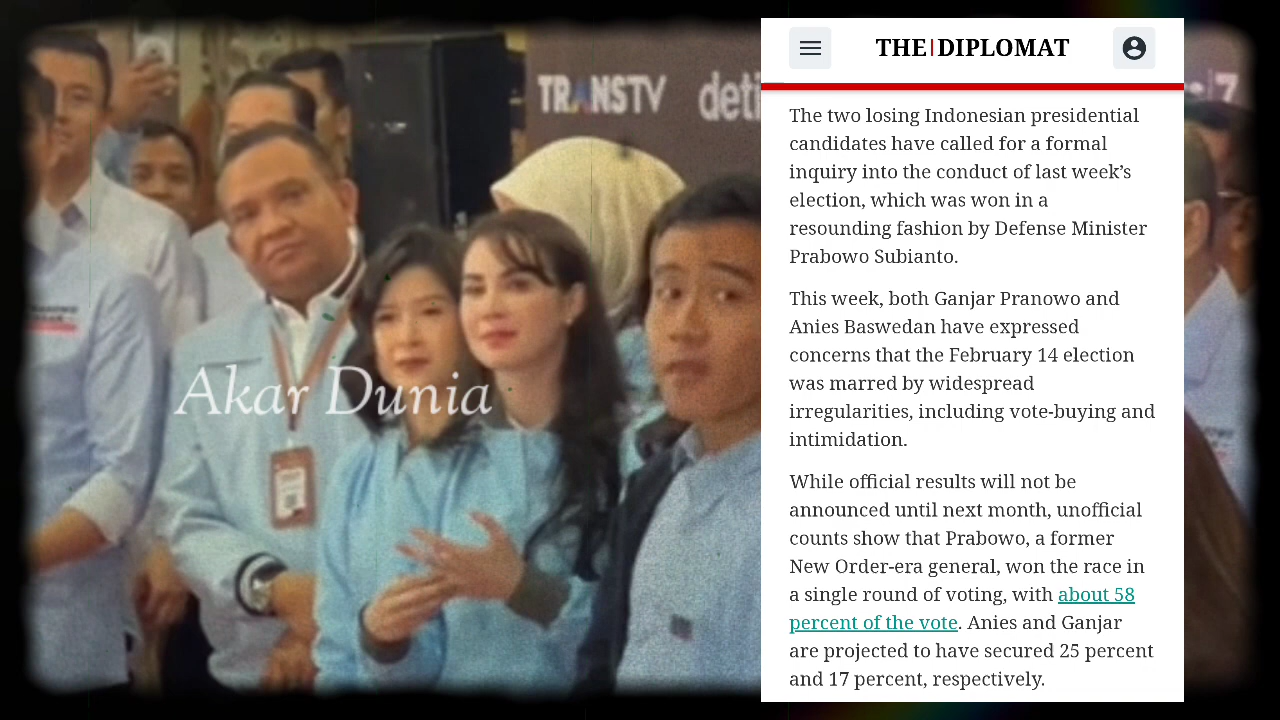 TRANSTV
deti
7
Akar Dunia
THE|DIPLOMAT
The two losing Indonesian presidential
candidates have called for a formal
inquiry into the conduct of last week’s
election, which was won in a
resounding fashion by Defense Minister
Prabowo Subianto.
This week, both Ganjar Pranowo and
Anies Baswedan have expressed
concerns that the February 14 election
was marred by widespread
irregularities, including vote-buying and
intimidation.
While official results will not be
announced until next month, unofficial
counts show that Prabowo, a former
New Order-era general, won the race in
a single round of voting, with about 58
percent of the vote. Anies and Ganjar
are projected to have secured 25 percent
and 17 percent, respectively.